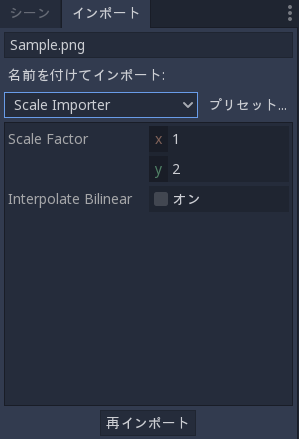 シーン インポート
Sample.png
名前を付けてインポート:
Scale Importer プリセット...
Scale Factor x 1
y 2
Interpolate Bilinear オン
再インポート